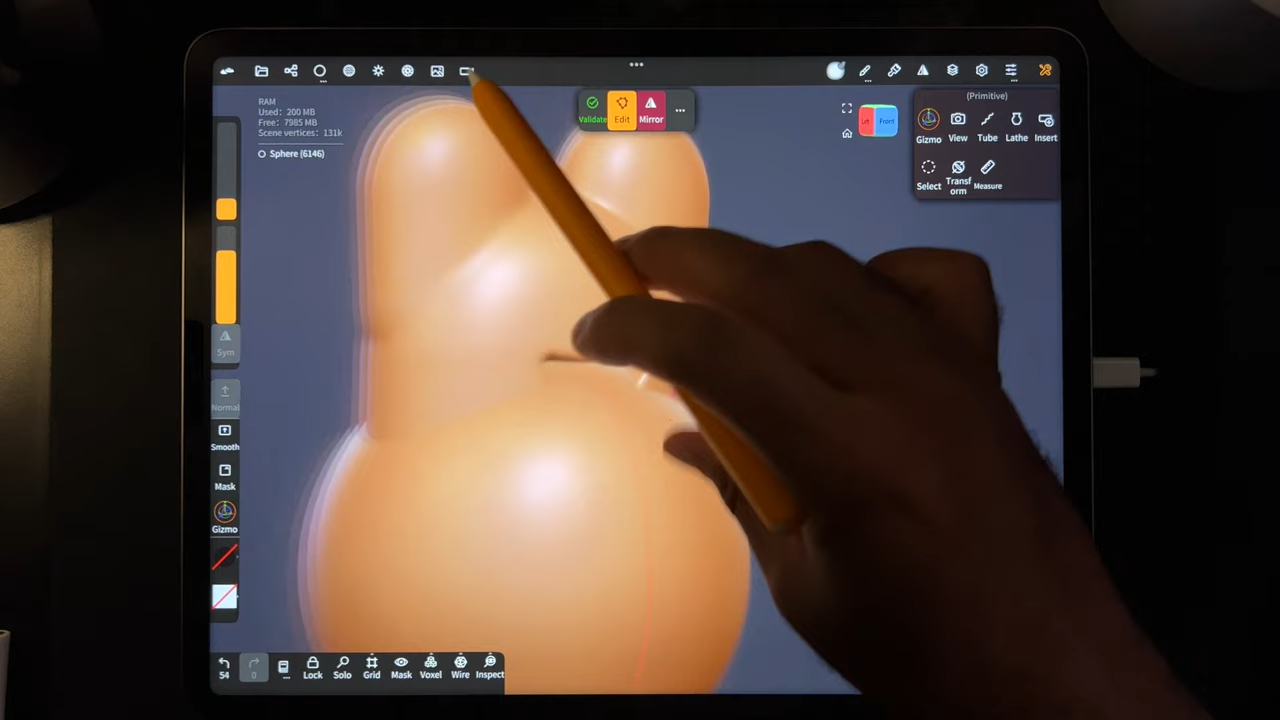 RAM
Used: 200 MB
Free: 7985 MB
Scene vertices: 131k
Sphere (6146)
Validate
Edit
Mirror
Left
Front
(Primitive)
Gizmo
View
Tube
Lathe
Insert
Select
Transf
orm
Measure
Sym
Normal
Smooth
Mask
Gizmo
54
0
Lock
Solo
Grid
Mask
Voxel
Wire
Inspect